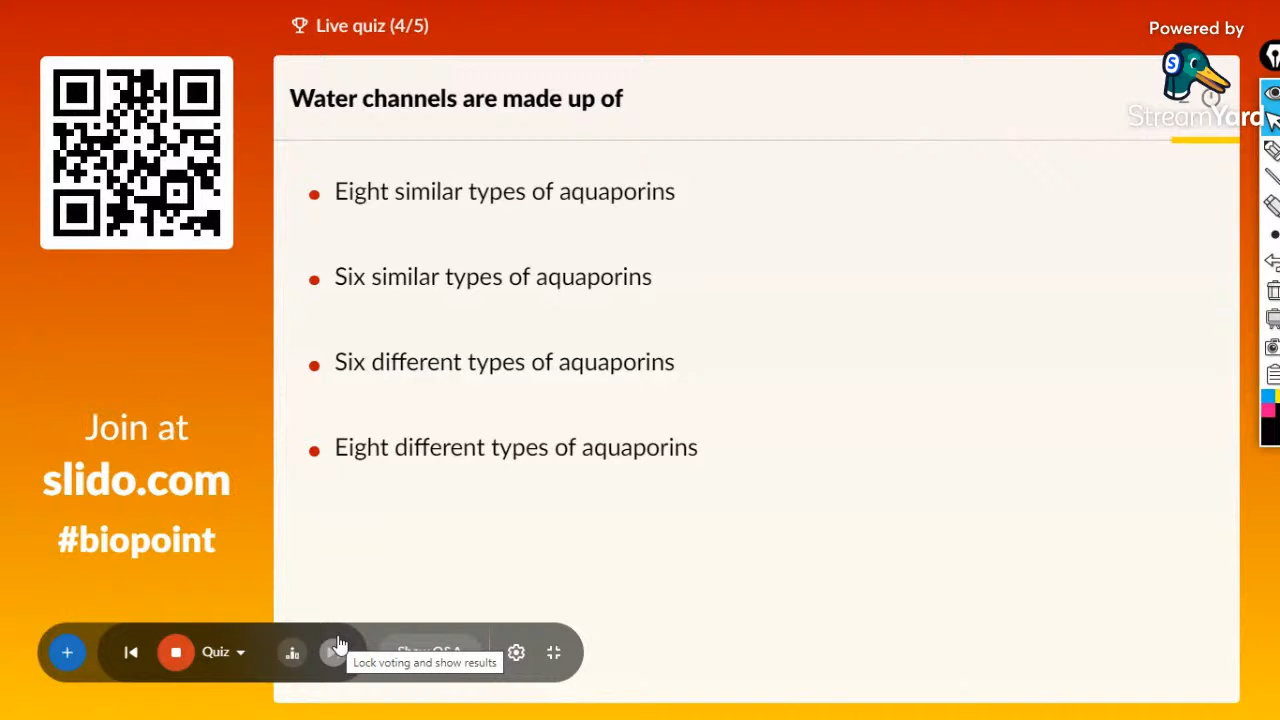 Live quiz (4/5)
Powered by
StreamYard
Water channels are made up of
Eight similar types of aquaporins
Six similar types of aquaporins
Six different types of aquaporins
Eight different types of aquaporins
Join at
slido.com
#biopoint
Quiz
Show Q&A
Lock voting and show results